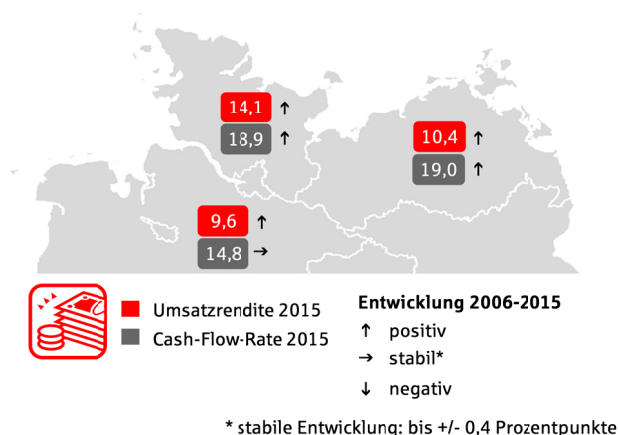 14,1 ↑
18,9 ↑
10,4 ↑
19,0 ↑
9,6 ↑
14,8 →
Umsatzrendite 2015
Cash-Flow-Rate 2015
Entwicklung 2006-2015
↑ positiv
→ stabil*
↓ negativ
* stabile Entwicklung: bis +/- 0,4 Prozentpunkte